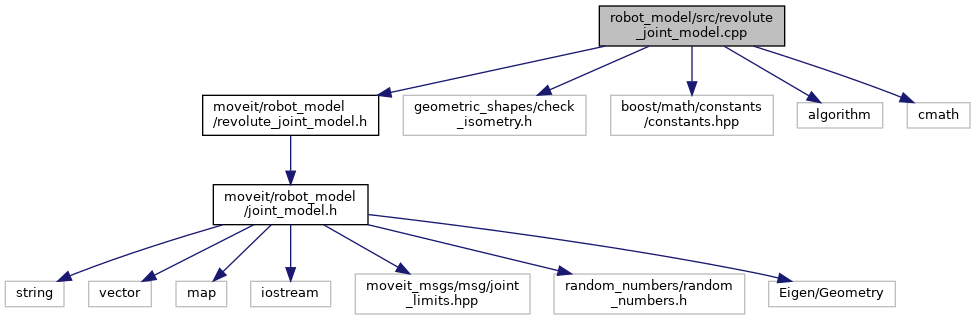 robot_model/src/revolute
_joint_model.cpp
moveit/robot_model
/revolute_joint_model.h
geometric_shapes/check
_isometry.h
boost/math/constants
/constants.hpp
algorithm
cmath
moveit/robot_model
/joint_model.h
string
vector
map
iostream
moveit_msgs/msg/joint
_limits.hpp
random_numbers/random
_numbers.h
Eigen/Geometry